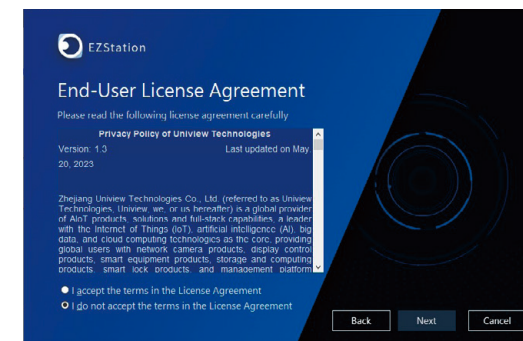 EZStation
End-User License Agreement
Please read the following license agreement carefully
Privacy Policy of Uniview Technologies
Version: 1.3 Last updated on May
20, 2023
Zhejiang Uniview Technologies Co., Ltd. (referred to as Uniview
Technologies, Uniview, we, or us hereafter) is a global provider
of AIoT products, solutions and full-stack capabilities, a leader
with the Internet of Things (IoT), artificial intelligence (AI), big
data, and cloud computing technologies as the core, providing
global users with network camera products, display control
products, smart equipment products, storage and computing
products, smart lock products, and management platform
I accept the terms in the License Agreement
I do not accept the terms in the License Agreement
Back Next Cancel